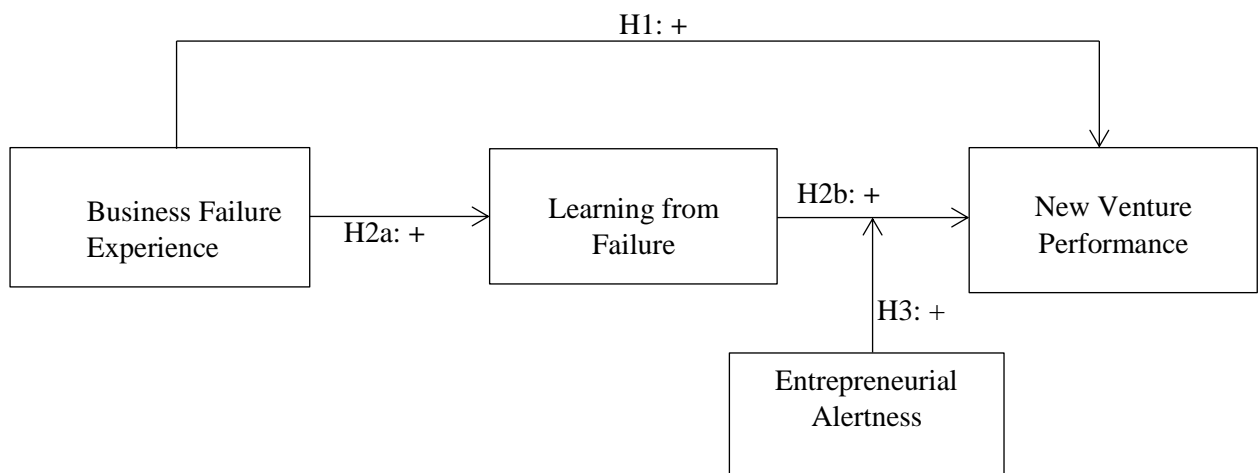 H1: +
Business Failure
Experience
H2a: +
Learning from
Failure
H2b: +
New Venture
Performance
H3: +
Entrepreneurial
Alertness